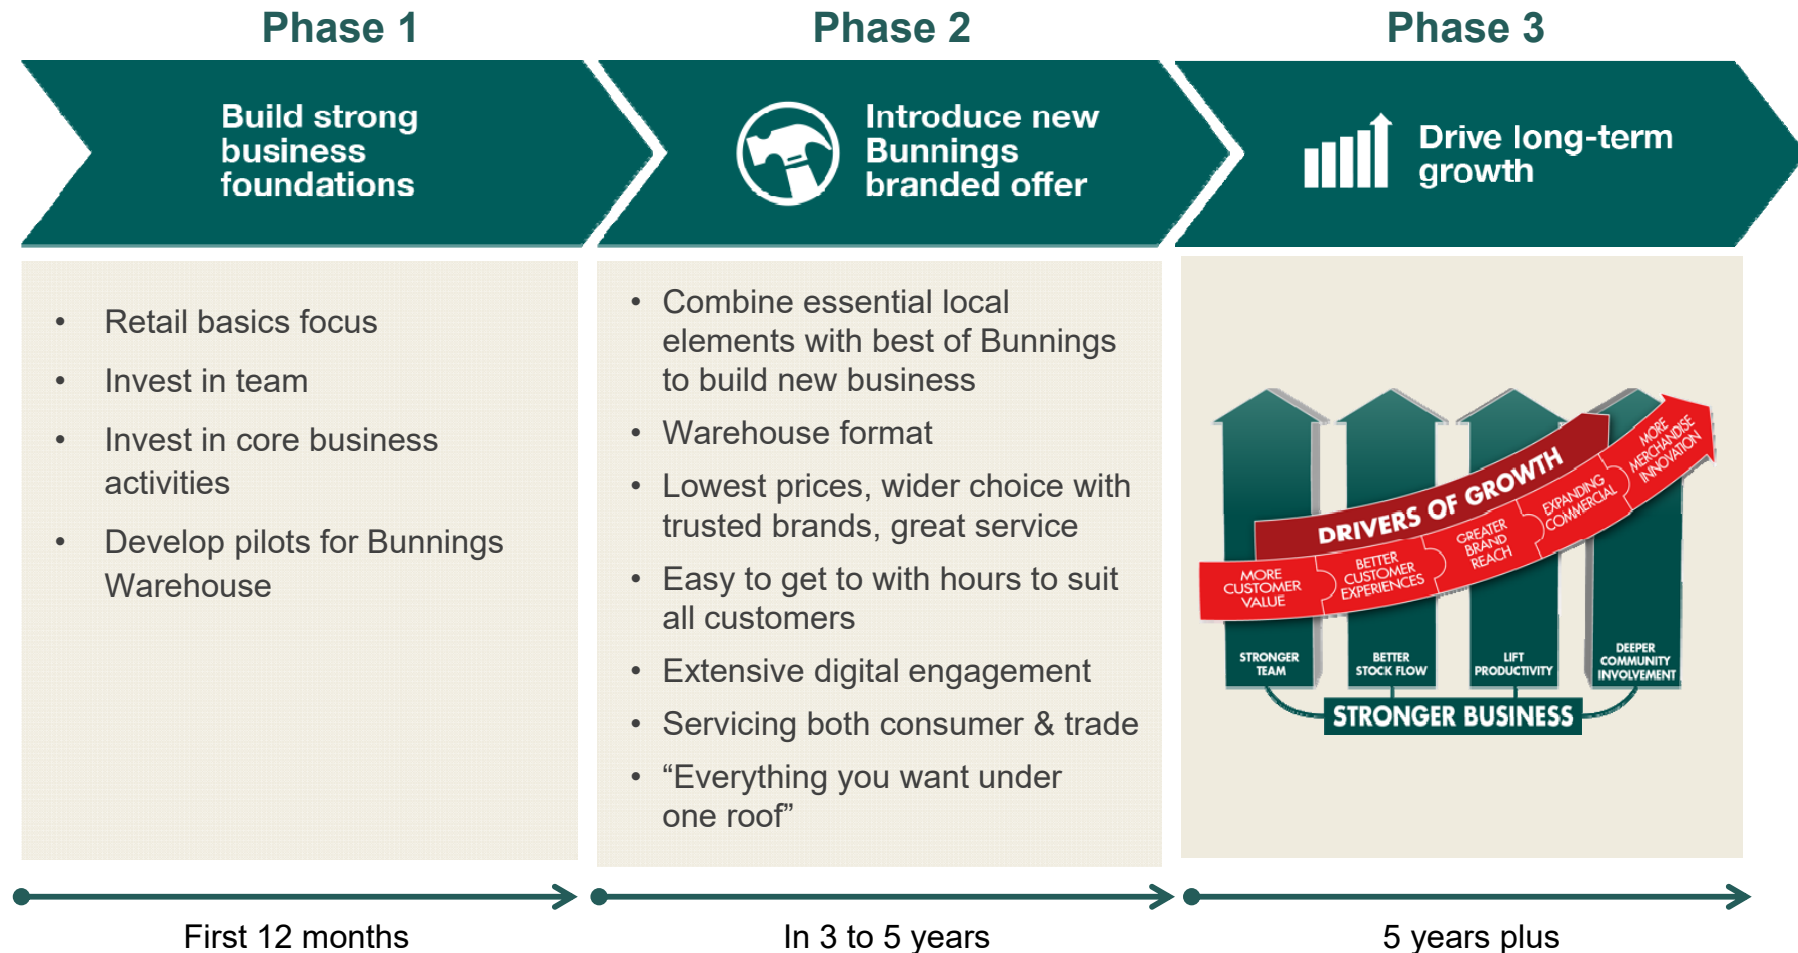 Phase 1
Phase 2
Phase 3
Build strong
business
foundations
Introduce new
Bunnings
branded offer
Drive long-term
growth
• Retail basics focus
• Invest in team
• Invest in core business
activities
• Develop pilots for Bunnings
Warehouse
• Combine essential local
elements with best of Bunnings
to build new business
• Warehouse format
• Lowest prices, wider choice with
trusted brands, great service
• Easy to get to with hours to suit
all customers
• Extensive digital engagement
• Servicing both consumer & trade
• “Everything you want under
one roof”
DRIVERS OF GROWTH
MORE
CUSTOMER
VALUE
BETTER
CUSTOMER
EXPERIENCES
GREATER
BRAND
REACH
EXPANDING
COMMERCIAL
MORE
MERCHANDISE
INNOVATION
STRONGER
TEAM
BETTER
STOCK FLOW
LIFT
PRODUCTIVITY
DEEPER
COMMUNITY
INVOLVEMENT
STRONGER BUSINESS
First 12 months
In 3 to 5 years
5 years plus